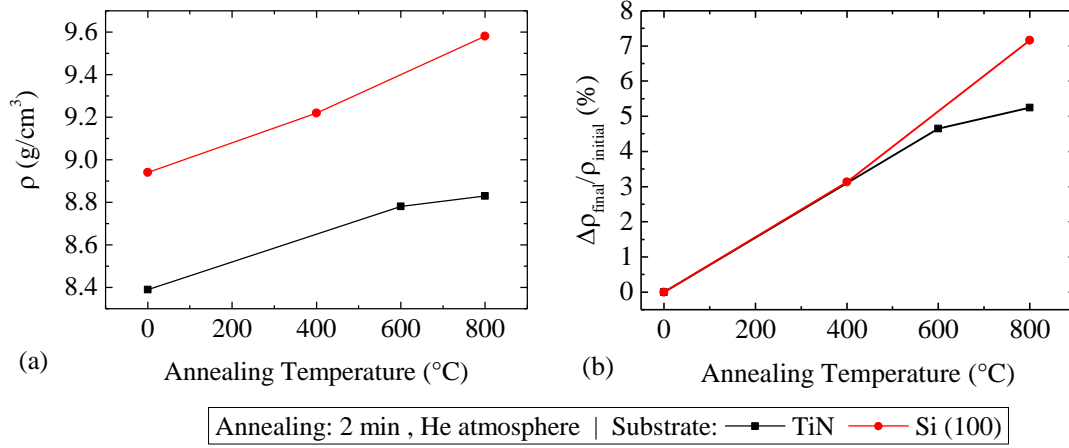 9.6
9.4
9.2
9.0
8.8
8.6
8.4
ρ (g/cm³)
0 200 400 600 800
(a) Annealing Temperature (°C)
8
7
6
5
4
3
2
1
0
Δρfinal/ρinitial (%)
0 200 400 600 800
(b) Annealing Temperature (°C)
Annealing: 2 min , He atmosphere | Substrate: TiN Si (100)